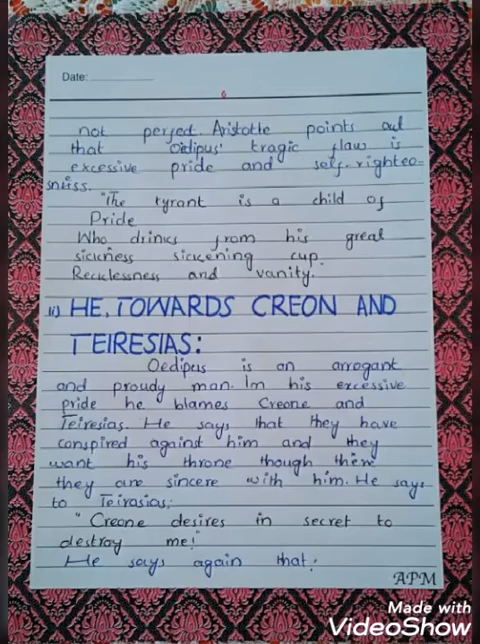 Date:
6
not perfect. Aristotle points out
that Oedipus' tragic flaw is
excessive pride and self-righteo-
sness.
"The tyrant is a child of
Pride
Who drinks from his great
sickness sickening cup.
Recklessness and vanity."
ii) HE, TOWARDS CREON AND
TEIRESIAS:
Oedipus is an arrogant
and proudy man. Im his excessive
pride he blames Creone and
Teiresias. He says that they have
conspired against him and they
want his throne though
they are sincere with him. He says
to Teirasias;
"Creone desires in secret to
destroy me!"
He says again that:
APM
Made with
VideoShow